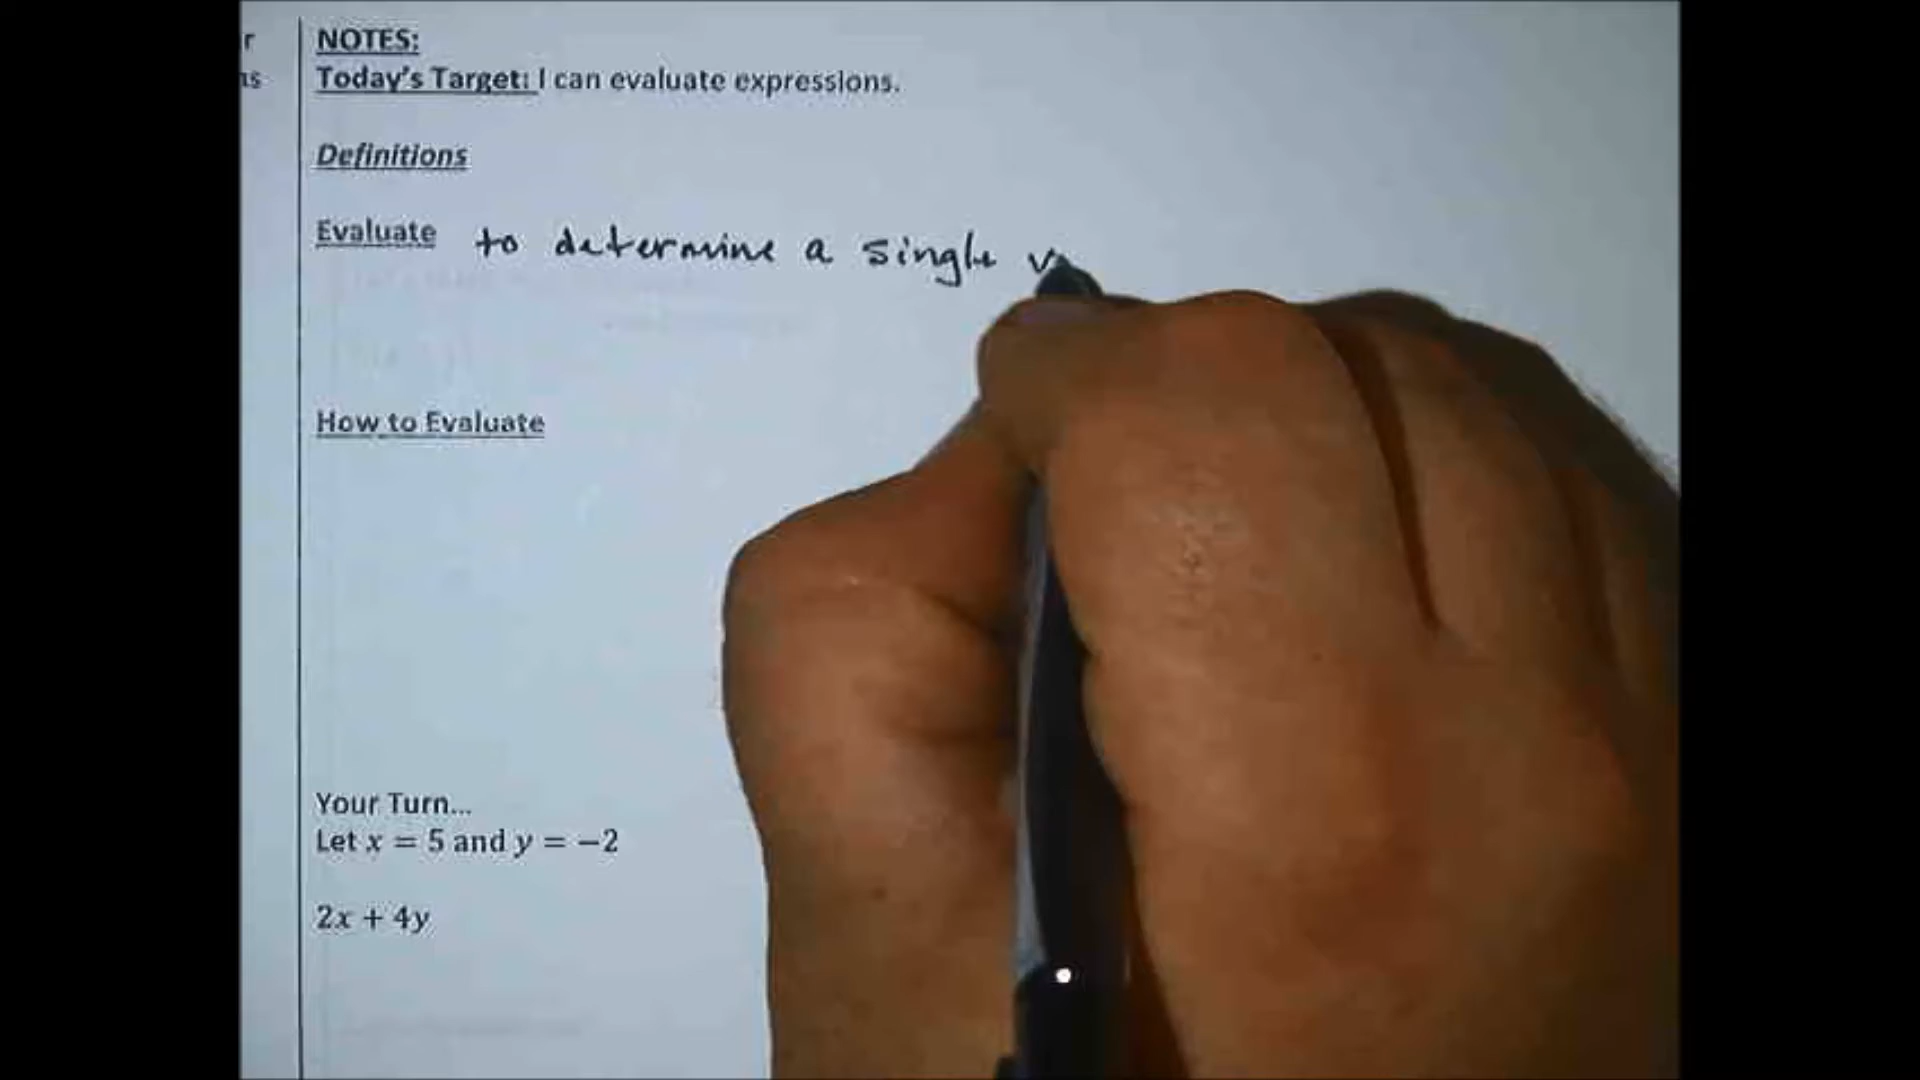 NOTES:
Today's Target: I can evaluate expressions.
Definitions
Evaluate to determine a single v
How to Evaluate
Your Turn...
Let x = 5 and y = −2
2x + 4y